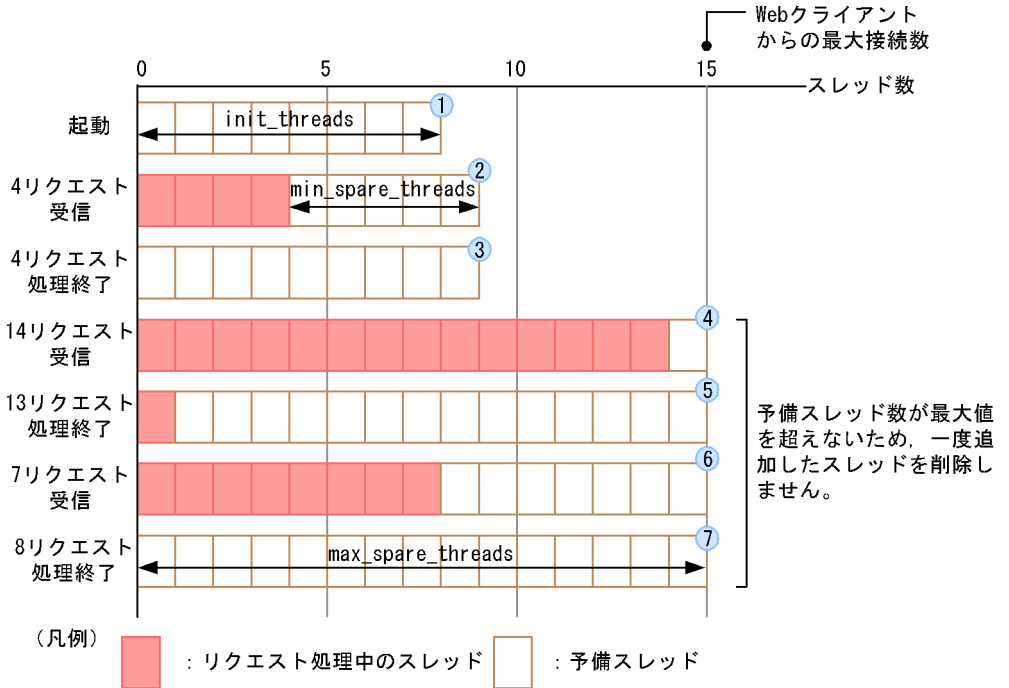 Webクライアント
からの最大接続数
0 5 10 15
スレッド数
起動
init_threads
1
4リクエスト
受信
min_spare_threads
2
4リクエスト
処理終了
3
14リクエスト
受信
4
13リクエスト
処理終了
5
予備スレッド数が最大値
を超えないため，一度追
加したスレッドを削除し
ません。
7リクエスト
受信
6
8リクエスト
処理終了
max_spare_threads
7
(凡例)
：リクエスト処理中のスレッド ：予備スレッド